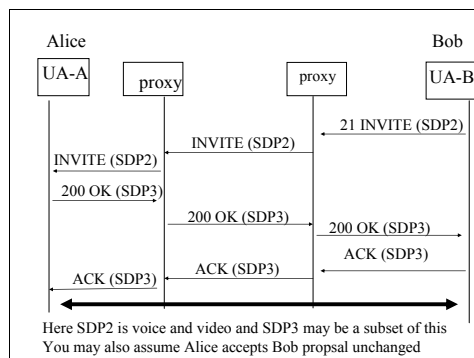 Alice
Bob
UA-A
proxy
proxy
UA-B
21 INVITE (SDP2)
INVITE (SDP2)
INVITE (SDP2)
200 OK (SDP3)
200 OK (SDP3)
200 OK (SDP3)
ACK (SDP3)
ACK (SDP3)
ACK (SDP3)
Here SDP2 is voice and video and SDP3 may be a subset of this
You may also assume Alice accepts Bob propsal unchanged